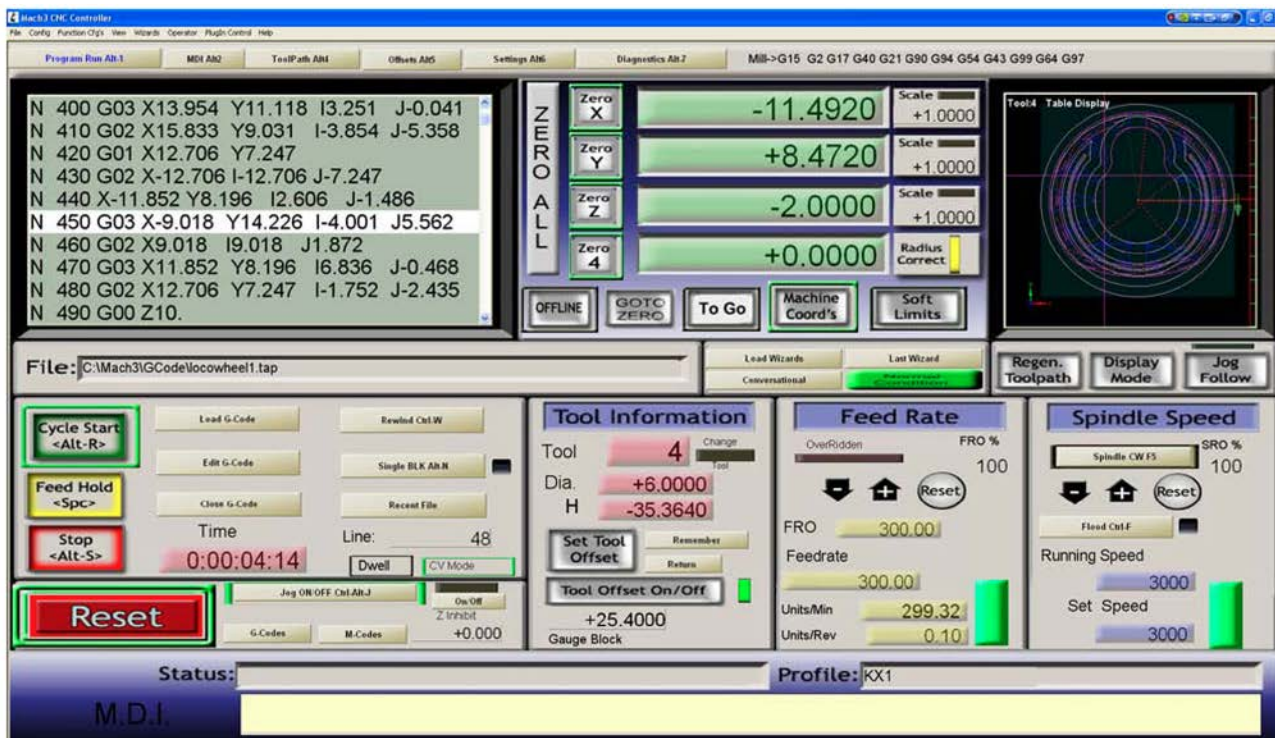 Mach3 CNC Controller
File Config Function Cfg's View Wizards Operator PlugIn Control Help
Program Run Alt-1 MDI Alt2 ToolPath Alt4 Offsets Alt5 Settings Alt6 Diagnostics Alt-7 Mill->G15 G2 G17 G40 G21 G90 G94 G54 G43 G99 G64 G97
N 400 G03 X13.954 Y11.118 I3.251 J-0.041
N 410 G02 X15.833 Y9.031 I-3.854 J-5.358
N 420 G01 X12.706 Y7.247
N 430 G02 X-12.706 I-12.706 J-7.247
N 440 X-11.852 Y8.196 I2.606 J-1.486
N 450 G03 X-9.018 Y14.226 I-4.001 J5.562
N 460 G02 X9.018 I9.018 J1.872
N 470 G03 X11.852 Y8.196 I6.836 J-0.468
N 480 G02 X12.706 Y7.247 I-1.752 J-2.435
N 490 G00 Z10.
ZERO ALL
Zero X -11.4920 Scale +1.0000
Zero Y +8.4720 Scale +1.0000
Zero Z -2.0000 Scale +1.0000
Zero 4 +0.0000 Radius Correct
OFFLINE GOTO ZERO To Go Machine Coord's Soft Limits
Tool:4 Table Display
File: C:\Mach3\GCode\locowheel1.tap
Load Wizards Last Wizard
Conversational Normal Condition
Regen. Toolpath Display Mode Jog Follow
Cycle Start <Alt-R>
Feed Hold <Spc>
Stop <Alt-S>
Load G-Code Rewind Ctrl-W
Edit G-Code Single BLK Alt-N
Close G-Code Recent File
Time Line: 48
0:00:04:14 Dwell CV Mode
Reset
Jog ON/OFF Ctrl-Alt-J On/Off
Z Inhibit
G-Codes M-Codes +0.000
Tool Information
Tool 4 Change Tool
Dia. +6.0000
H -35.3640
Set Tool Offset Remember
Return
Tool Offset On/Off
+25.4000
Gauge Block
Feed Rate
OverRidden FRO %
100
Reset
FRO 300.00
Feedrate
300.00
Units/Min 299.32
Units/Rev 0.10
Spindle Speed
Spindle CW F5 SRO %
100
Reset
Flood Ctrl-F
Running Speed
3000
Set Speed
3000
Status:
Profile: KX1
M.D.I.